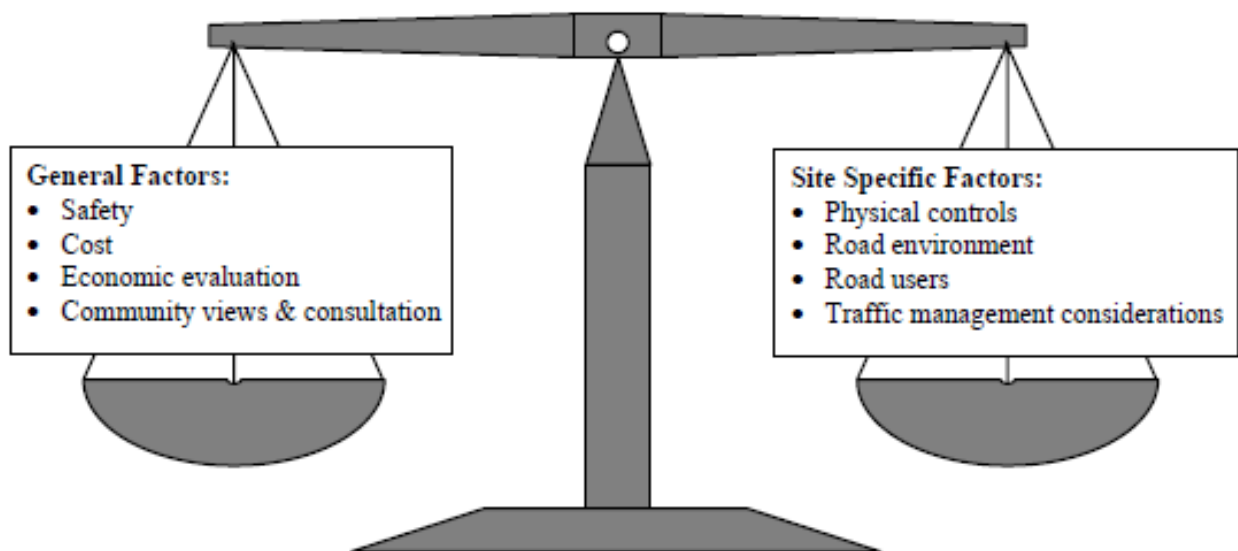 General Factors:
• Safety
• Cost
• Economic evaluation
• Community views & consultation
Site Specific Factors:
• Physical controls
• Road environment
• Road users
• Traffic management considerations